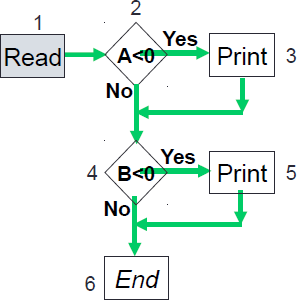 1
2
Read
A<0
Yes
Print
3
No
4
B<0
Yes
Print
5
No
6
End